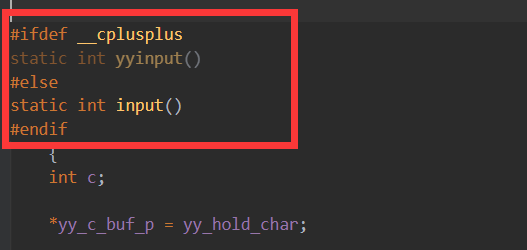 #ifdef __cplusplus
static int yyinput()
#else
static int input()
#endif
{
int c;
*yy_c_buf_p = yy_hold_char;